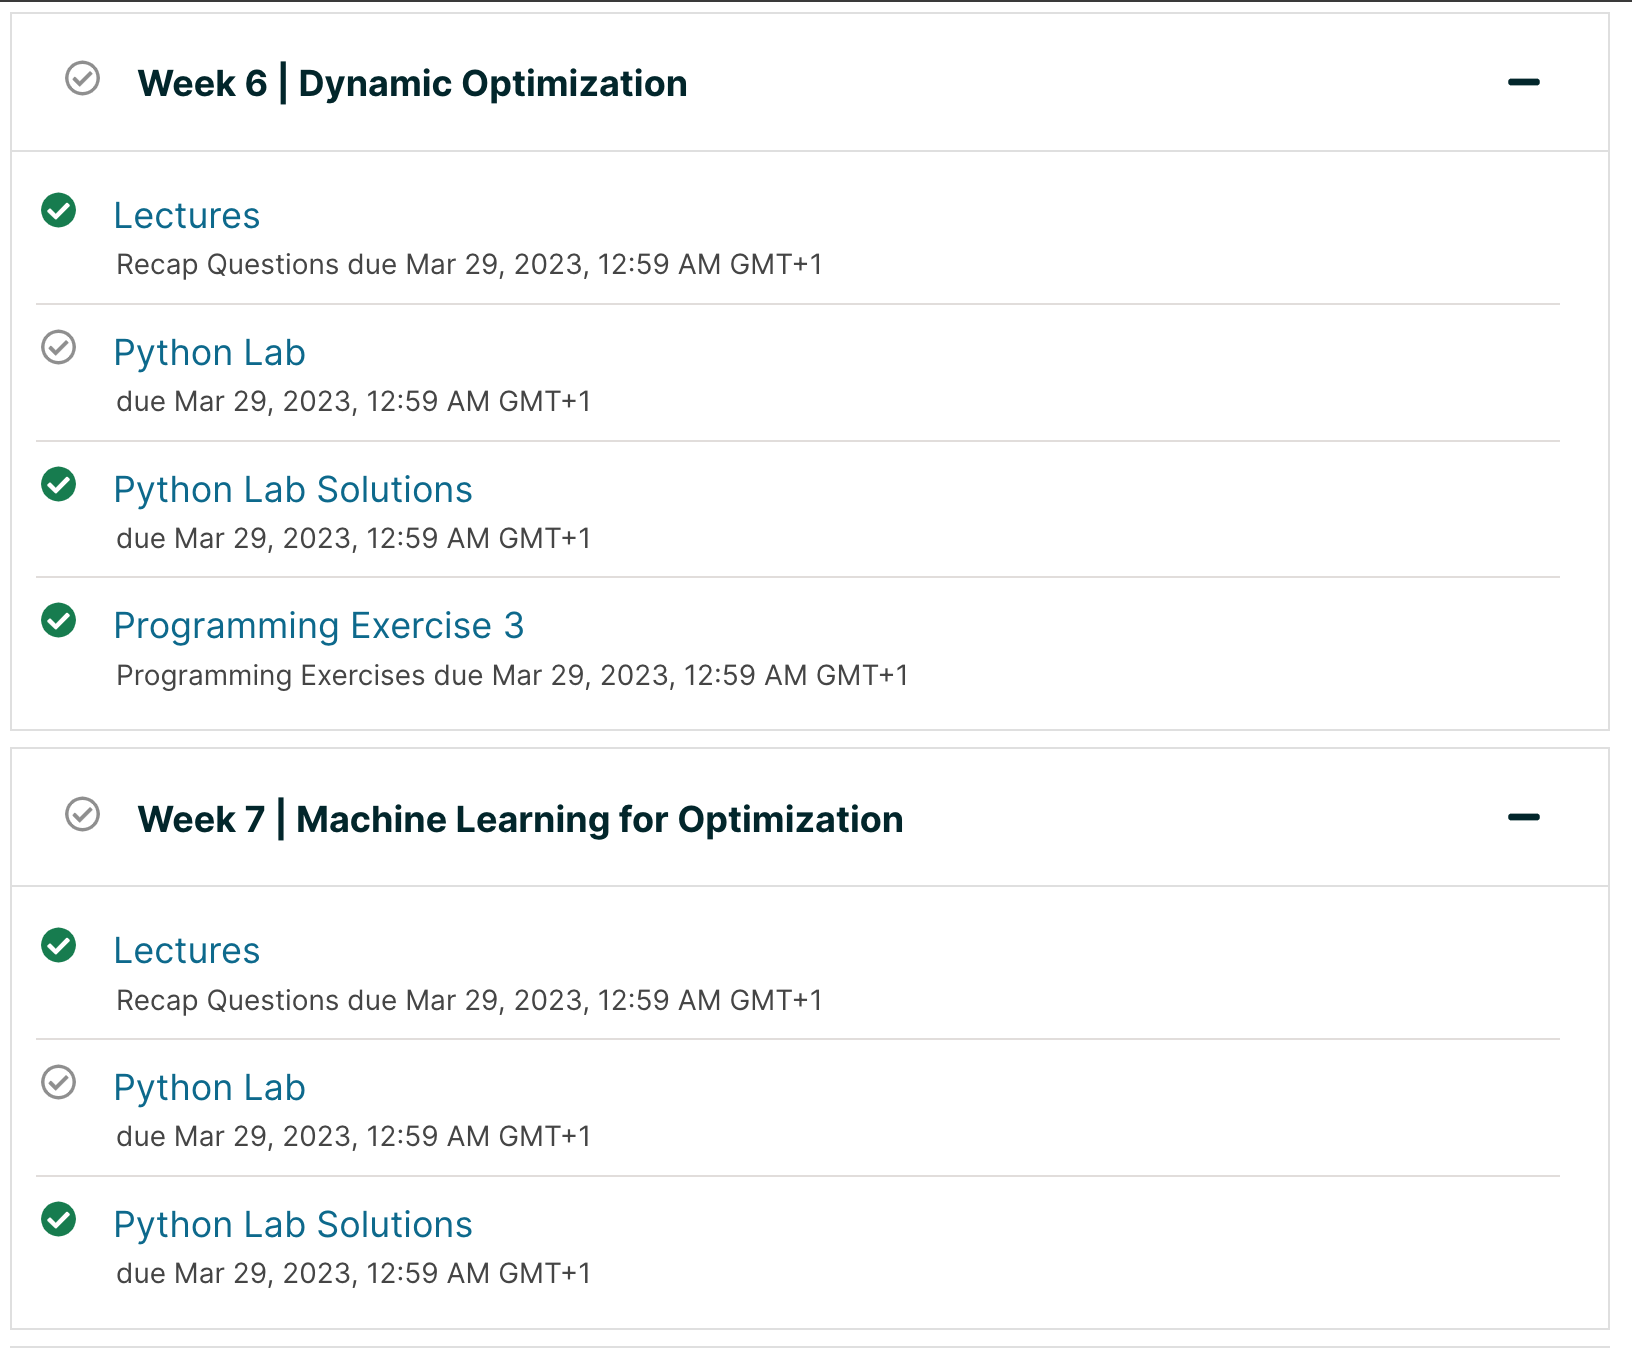 Week 6 | Dynamic Optimization
Lectures
Recap Questions due Mar 29, 2023, 12:59 AM GMT+1
Python Lab
due Mar 29, 2023, 12:59 AM GMT+1
Python Lab Solutions
due Mar 29, 2023, 12:59 AM GMT+1
Programming Exercise 3
Programming Exercises due Mar 29, 2023, 12:59 AM GMT+1
Week 7 | Machine Learning for Optimization
Lectures
Recap Questions due Mar 29, 2023, 12:59 AM GMT+1
Python Lab
due Mar 29, 2023, 12:59 AM GMT+1
Python Lab Solutions
due Mar 29, 2023, 12:59 AM GMT+1